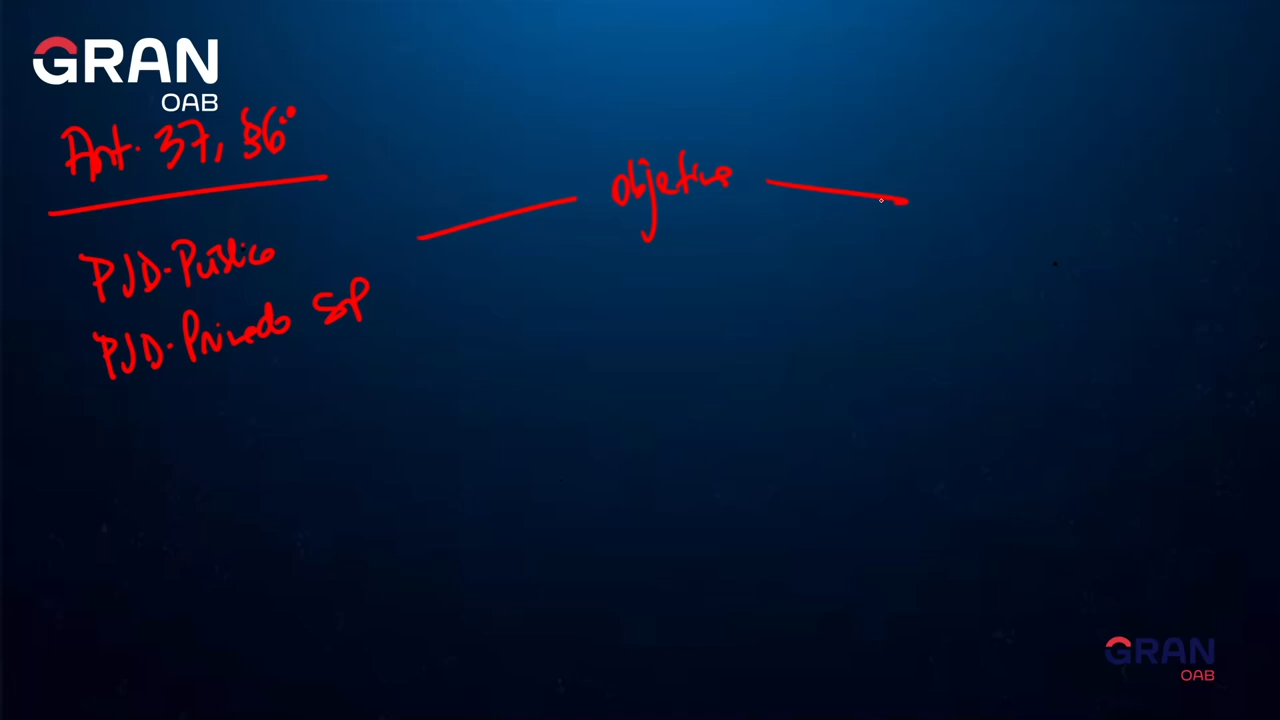 GRAN
OAB
Art. 37, §6º
objetiva
PJD-Público
PJD-Privado SP
GRAN
OAB